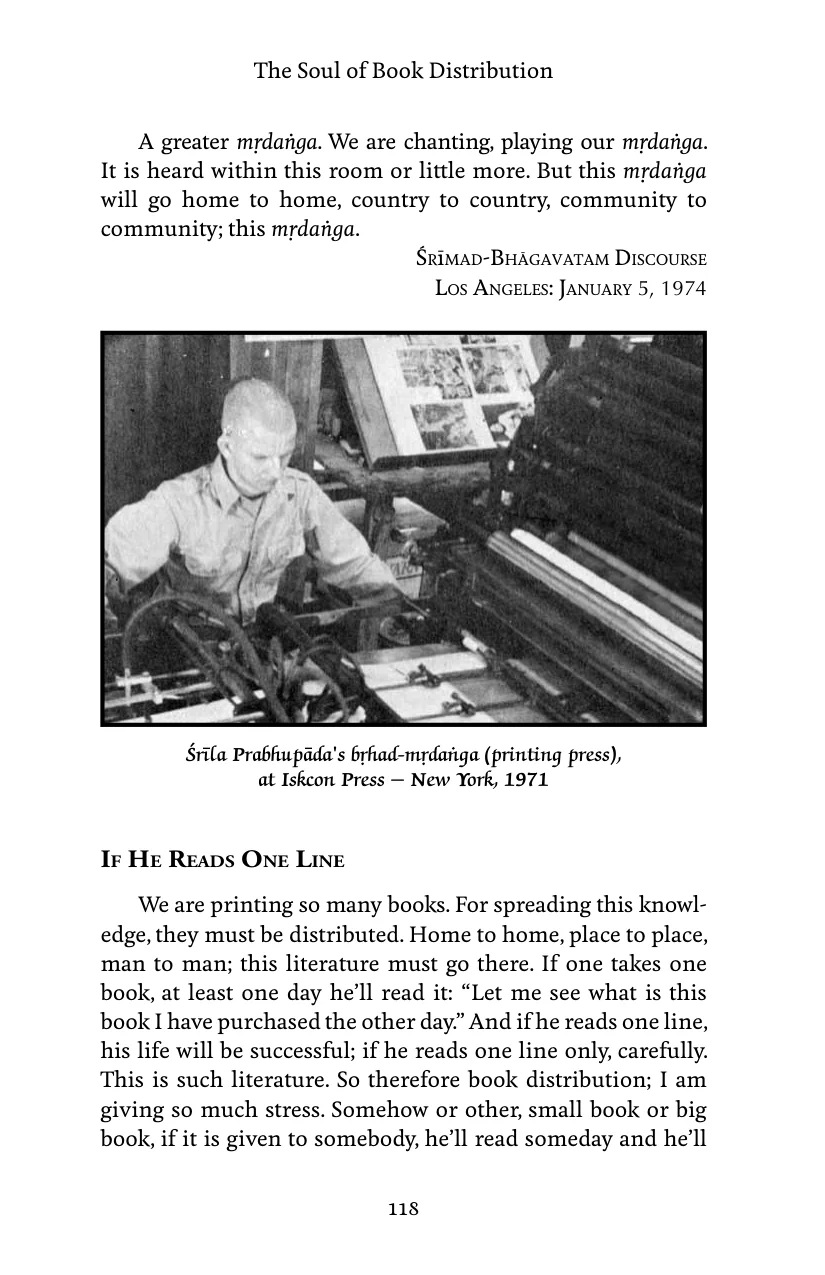 The Soul of Book Distribution
A greater mṛdaṅga. We are chanting, playing our mṛdaṅga.
It is heard within this room or little more. But this mṛdaṅga
will go home to home, country to country, community to
community; this mṛdaṅga.
Śrīmad-Bhāgavatam Discourse
Los Angeles: January 5, 1974
Śrīla Prabhupāda's bṛhad-mṛdaṅga (printing press),
at Iskcon Press – New York, 1971
If He Reads One Line
We are printing so many books. For spreading this knowl-
edge, they must be distributed. Home to home, place to place,
man to man; this literature must go there. If one takes one
book, at least one day he’ll read it: “Let me see what is this
book I have purchased the other day.” And if he reads one line,
his life will be successful; if he reads one line only, carefully.
This is such literature. So therefore book distribution; I am
giving so much stress. Somehow or other, small book or big
book, if it is given to somebody, he’ll read someday and he’ll
118